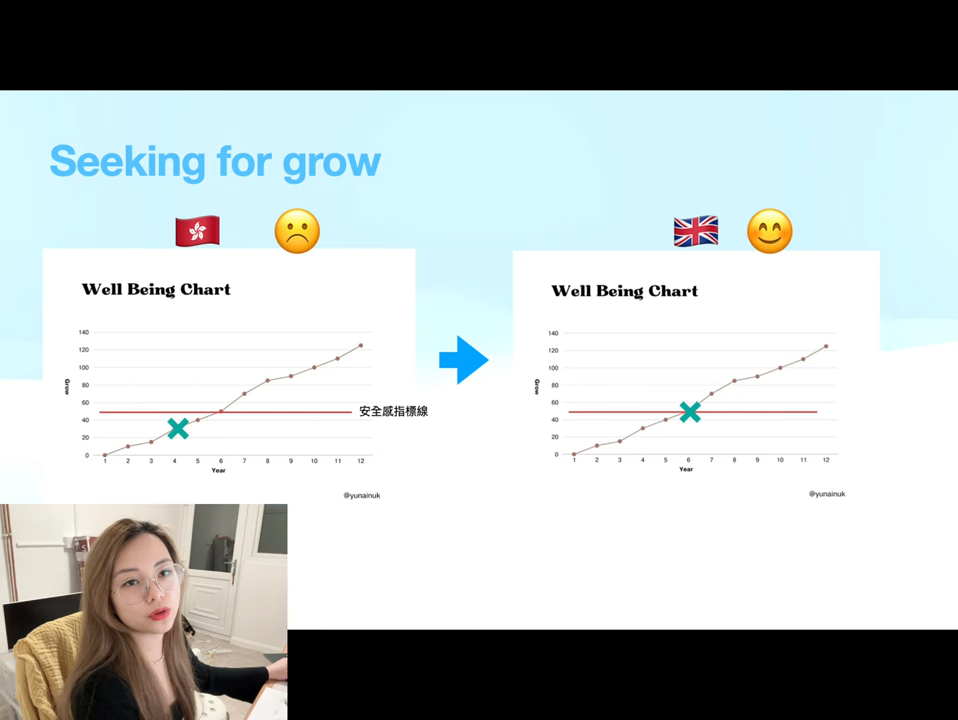 Seeking for grow
Well Being Chart
140
120
100
80
60
40
20
0
Grow
1 2 3 4 5 6 7 8 9 10 11 12
Year
安全感指標線
@yunainuk
Well Being Chart
140
120
100
80
60
40
20
0
Grow
1 2 3 4 5 6 7 8 9 10 11 12
Year
@yunainuk